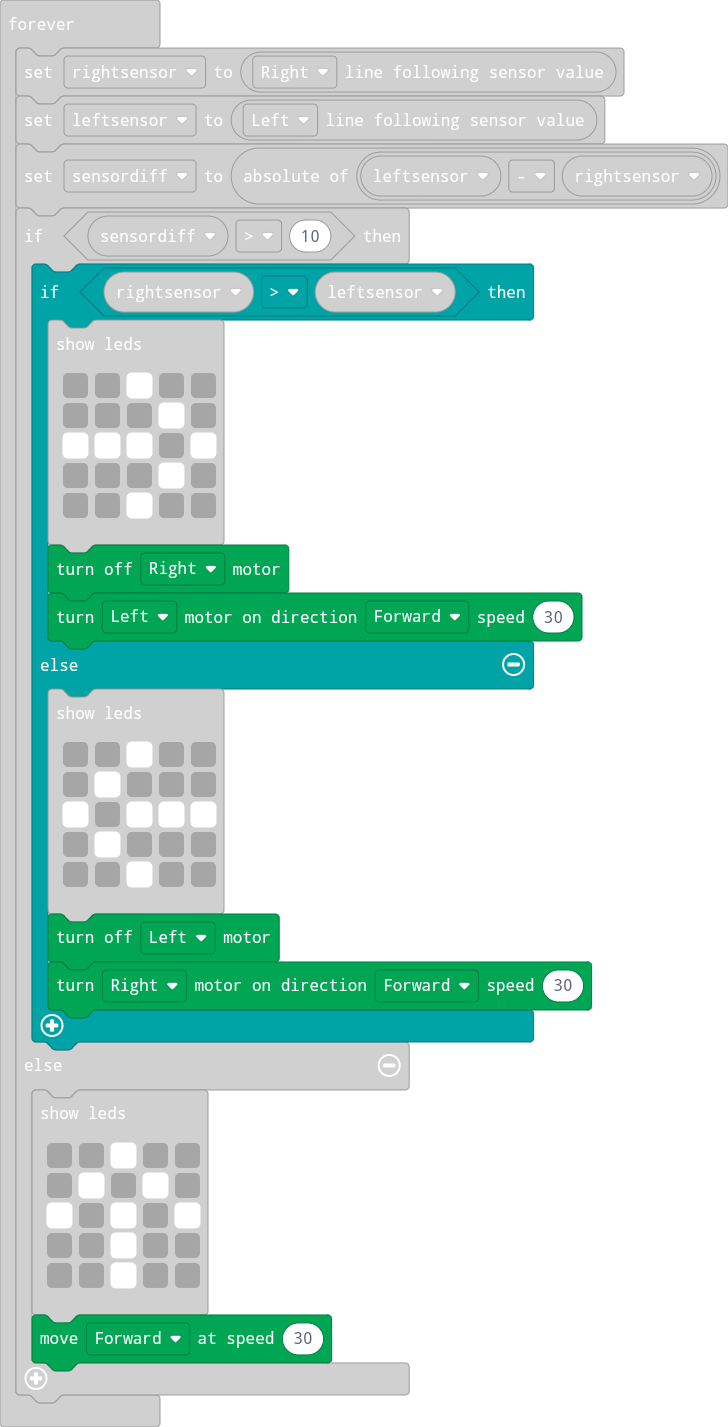 forever
set rightsensor to Right line following sensor value
set leftsensor to Left line following sensor value
set sensordiff to absolute of leftsensor - rightsensor
if sensordiff > 10 then
if rightsensor > leftsensor then
show leds
turn off Right motor
turn Left motor on direction Forward speed 30
else
show leds
turn off Left motor
turn Right motor on direction Forward speed 30
else
show leds
move Forward at speed 30